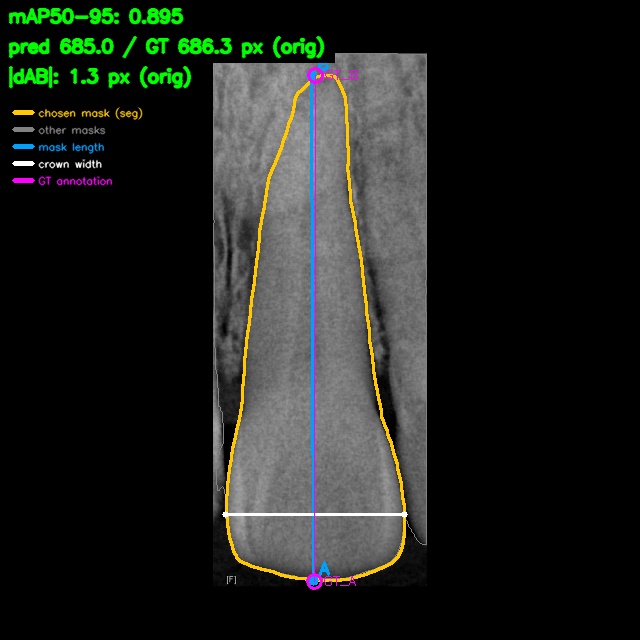 mAP50-95: 0.895
pred 685.0 / GT 686.3 px (orig)
|dAB|: 1.3 px (orig)
chosen mask (seg)
other masks
mask length
crown width
GT annotation
A
GT_A
[F]